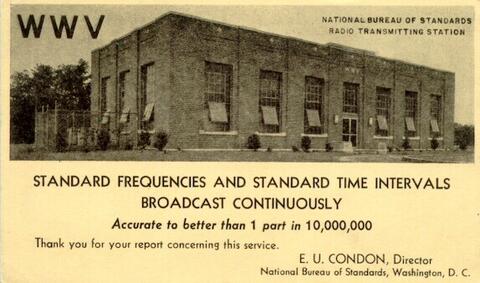 WWV
NATIONAL BUREAU OF STANDARDS
RADIO TRANSMITTING STATION
STANDARD FREQUENCIES AND STANDARD TIME INTERVALS
BROADCAST CONTINUOUSLY
Accurate to better than 1 part in 10,000,000
Thank you for your report concerning this service.
E. U. CONDON, Director
National Bureau of Standards, Washington, D. C.